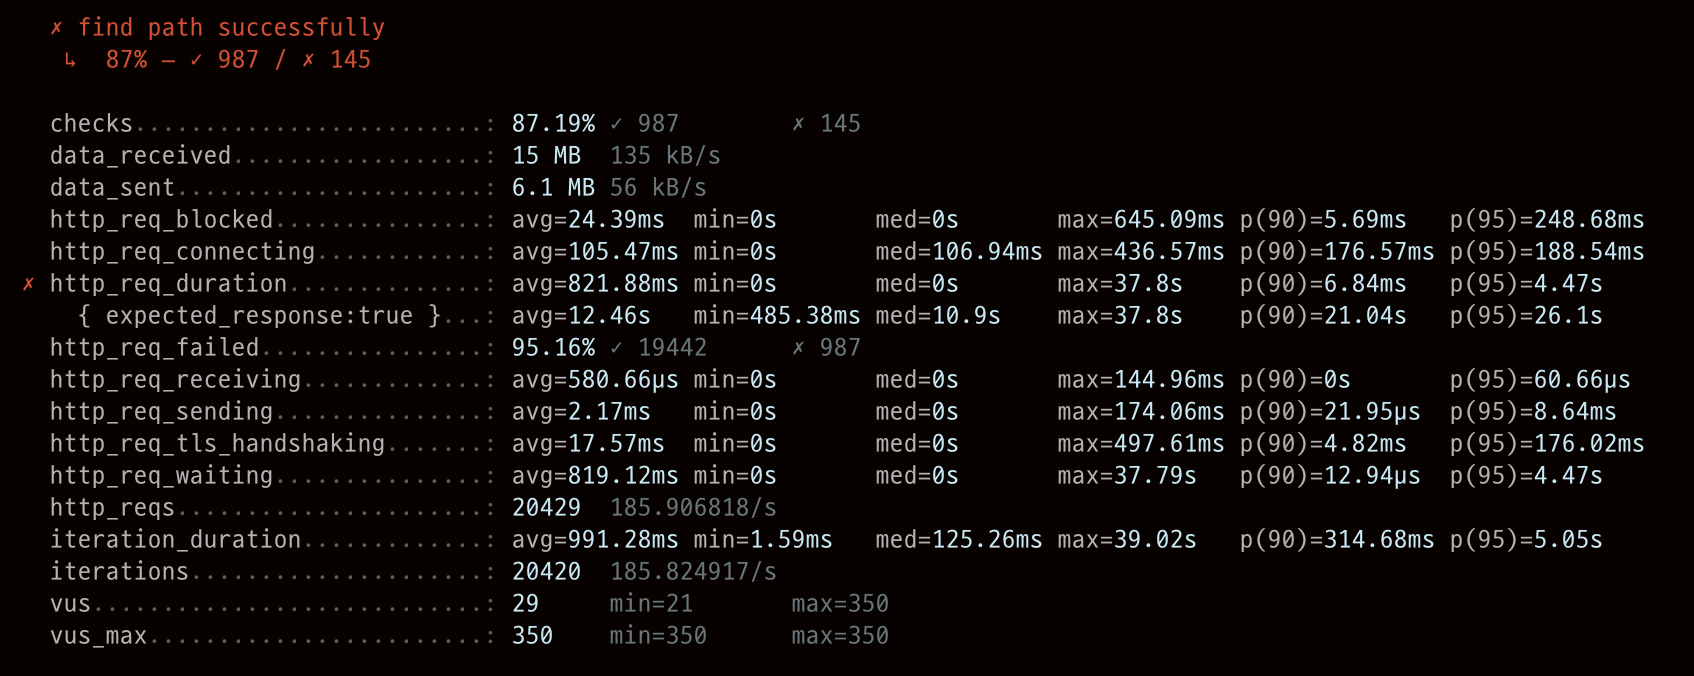 ✗ find path successfully
↳  87% — ✓ 987 / ✗ 145
checks.........................: 87.19% ✓ 987        ✗ 145
data_received..................: 15 MB  135 kB/s
data_sent......................: 6.1 MB 56 kB/s
http_req_blocked...............: avg=24.39ms  min=0s       med=0s       max=645.09ms p(90)=5.69ms   p(95)=248.68ms
http_req_connecting............: avg=105.47ms min=0s       med=106.94ms max=436.57ms p(90)=176.57ms p(95)=188.54ms
✗ http_req_duration..............: avg=821.88ms min=0s       med=0s       max=37.8s    p(90)=6.84ms   p(95)=4.47s
{ expected_response:true }...: avg=12.46s   min=485.38ms med=10.9s    max=37.8s    p(90)=21.04s   p(95)=26.1s
http_req_failed................: 95.16% ✓ 19442      ✗ 987
http_req_receiving.............: avg=580.66µs min=0s       med=0s       max=144.96ms p(90)=0s       p(95)=60.66µs
http_req_sending...............: avg=2.17ms   min=0s       med=0s       max=174.06ms p(90)=21.95µs  p(95)=8.64ms
http_req_tls_handshaking.......: avg=17.57ms  min=0s       med=0s       max=497.61ms p(90)=4.82ms   p(95)=176.02ms
http_req_waiting...............: avg=819.12ms min=0s       med=0s       max=37.79s   p(90)=12.94µs  p(95)=4.47s
http_reqs......................: 20429  185.906818/s
iteration_duration.............: avg=991.28ms min=1.59ms   med=125.26ms max=39.02s   p(90)=314.68ms p(95)=5.05s
iterations.....................: 20420  185.824917/s
vus............................: 29     min=21       max=350
vus_max........................: 350    min=350      max=350